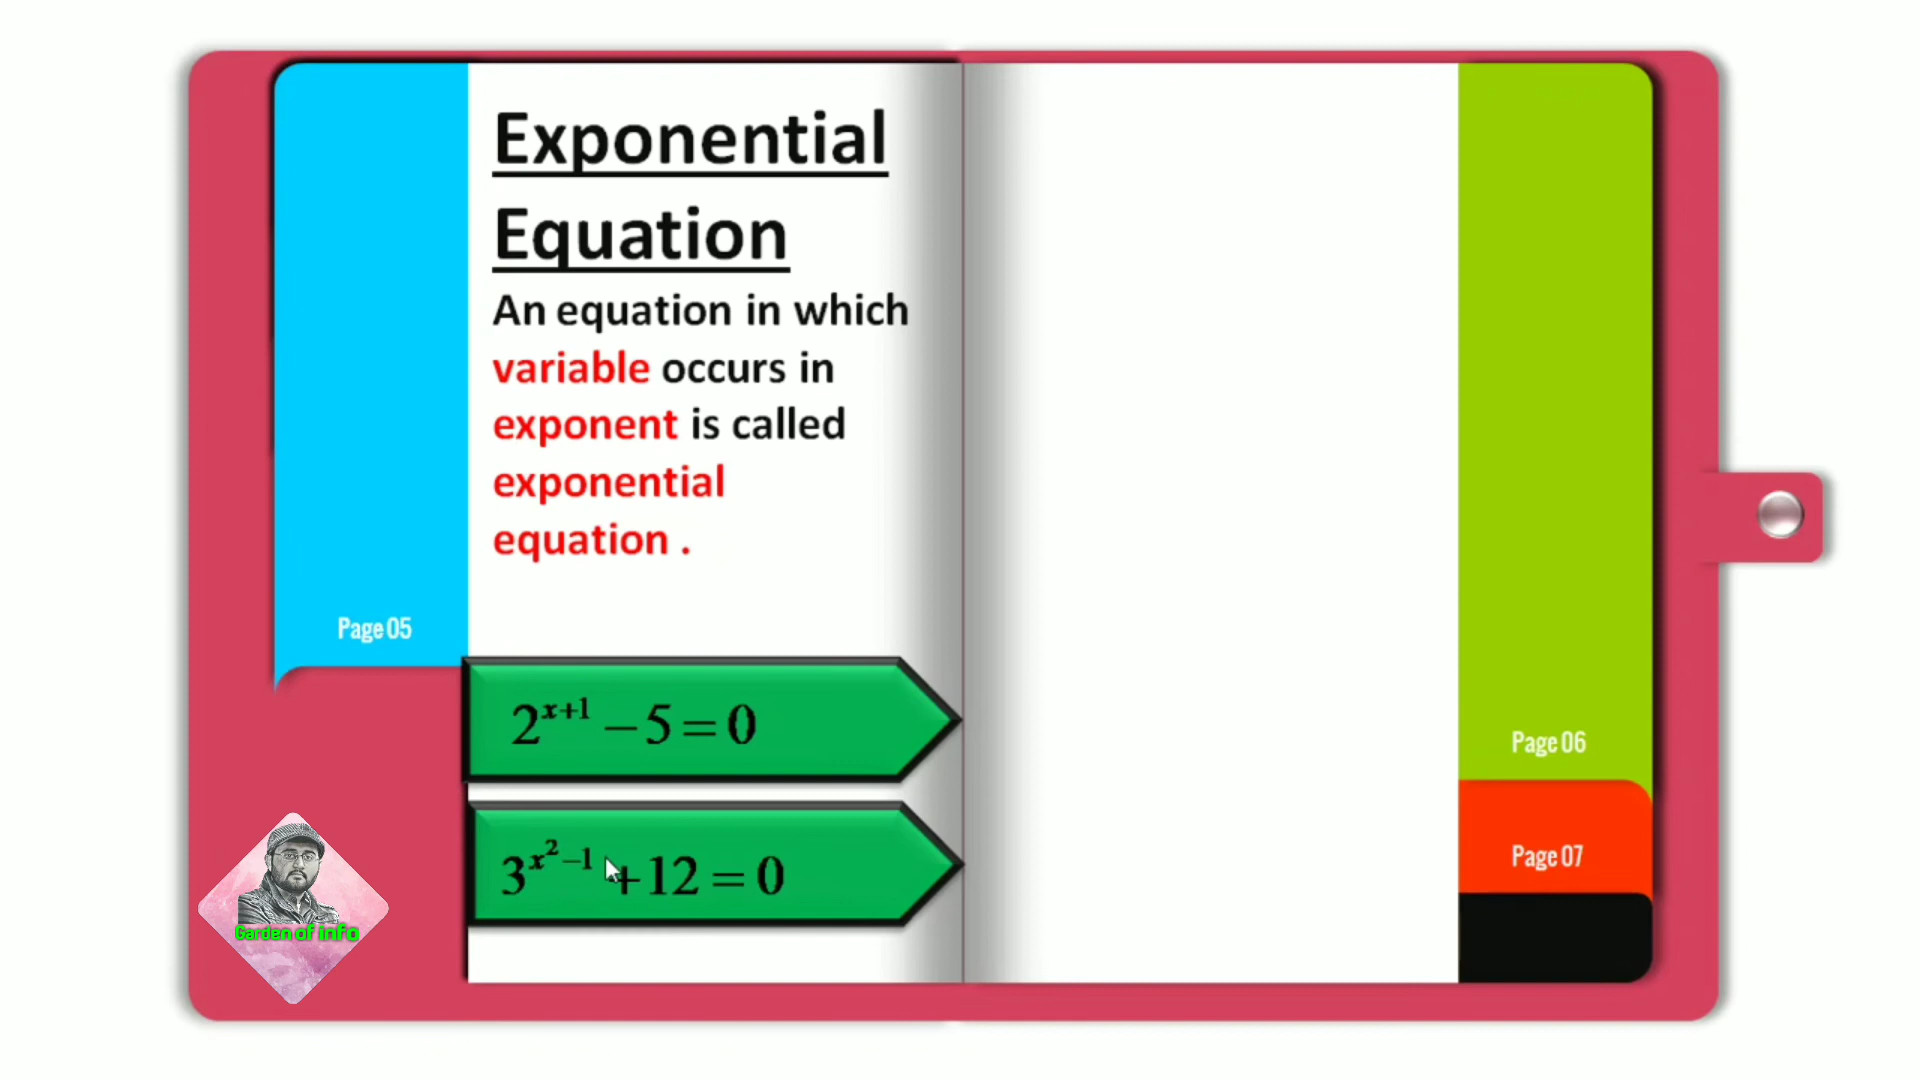 Exponential
Equation
An equation in which
variable occurs in
exponent is called
exponential
equation .
Page 05
2^{x+1} − 5 = 0
3^{x^2−1} + 12 = 0
Garden of info
Page 06
Page 07